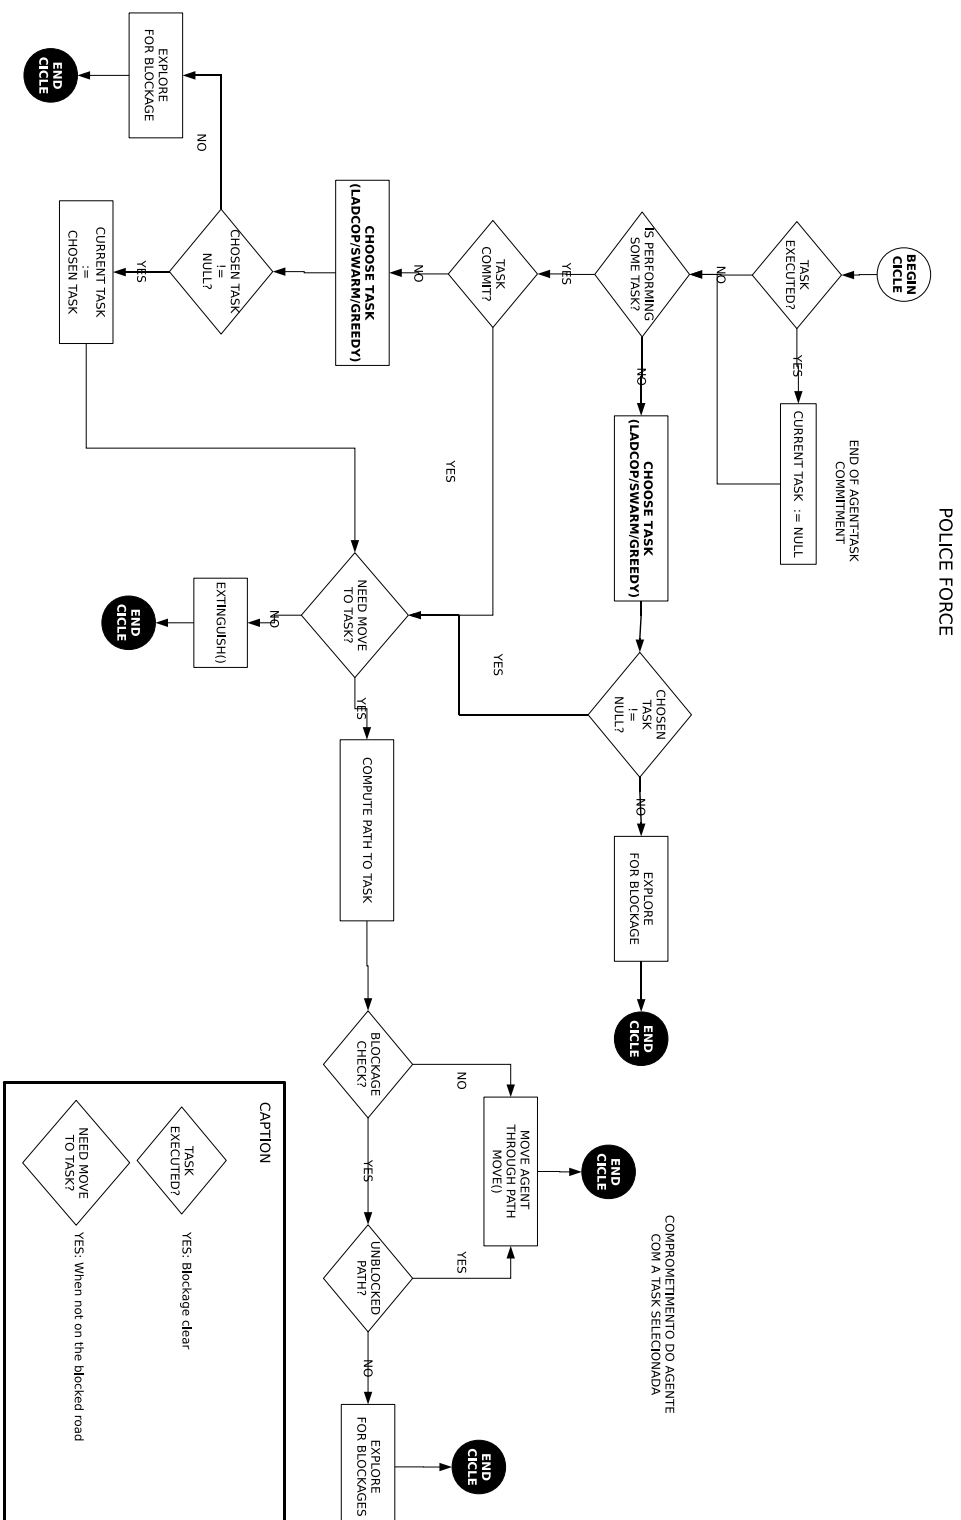 POLICE FORCE
BEGIN
CICLE
TASK
EXECUTED?
YES
CURRENT TASK := NULL
END OF AGENT-TASK
COMMITMENT
NO
IS PERFORMING
SOME TASK?
NO
CHOOSE TASK
(LADCOP/SWARM/GREEDY)
CHOSEN
TASK
!=
NULL?
NO
EXPLORE
FOR BLOCKAGE
END
CICLE
YES
YES
TASK
COMMIT?
YES
NO
CHOOSE TASK
(LADCOP/SWARM/GREEDY)
CHOSEN TASK
!=
NULL?
NO
EXPLORE
FOR BLOCKAGE
END
CICLE
YES
CURRENT TASK
:=
CHOSEN TASK
NEED MOVE
TO TASK?
NO
EXTINGUISH()
END
CICLE
YES
COMPUTE PATH TO TASK
BLOCKAGE
CHECK?
NO
MOVE AGENT
THROUGH PATH
MOVE()
END
CICLE
YES
UNBLOCKED
PATH?
YES
NO
EXPLORE
FOR BLOCKAGES
END
CICLE
COMPROMETIMENTO DO AGENTE
COM A TASK SELECIONADA
CAPTION
TASK
EXECUTED?
YES: Blockage clear
NEED MOVE
TO TASK?
YES: When not on the blocked road